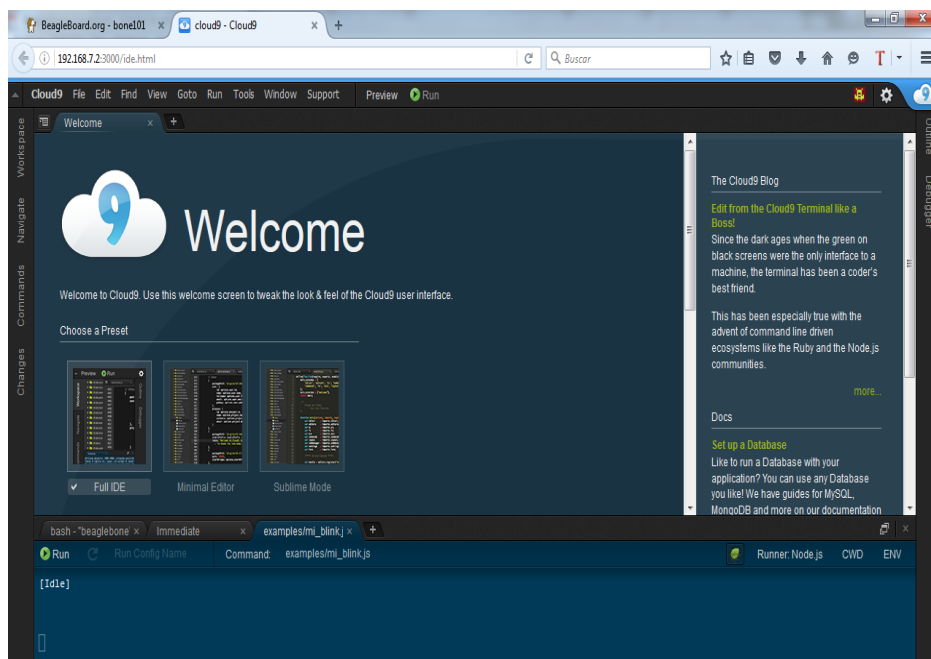 BeagleBoard.org - bone101
cloud9 - Cloud9
192.168.7.2:3000/ide.html
Buscar
Cloud9 File Edit Find View Goto Run Tools Window Support Preview Run
Welcome
Workspace
Navigate
Commands
Changes
Outline
Debugger
9
Welcome
Welcome to Cloud9. Use this welcome screen to tweak the look & feel of the Cloud9 user interface.
Choose a Preset
Full IDE
Minimal Editor
Sublime Mode
The Cloud9 Blog
Edit from the Cloud9 Terminal like a
Boss!
Since the dark ages when the green on
black screens were the only interface to a
machine, the terminal has been a coder's
best friend.
This has been especially true with the
advent of command line driven
ecosystems like the Ruby and the Node.js
communities.
more...
Docs
Set up a Database
Like to run a Database with your
application? You can use any Database
you like! We have guides for MySQL,
MongoDB and more on our documentation
bash - "beaglebone' Immediate examples/mi_blink.j
Run Run Config Name Command: examples/mi_blink.js Runner: Node.js CWD ENV
[Idle]